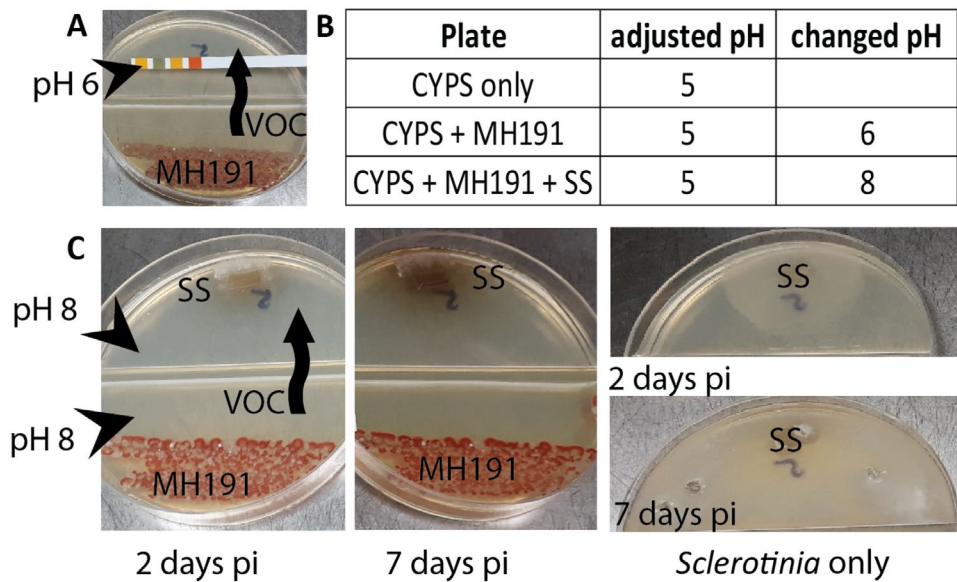 A
pH 6
VOC
MH191
B
Plate adjusted pH changed pH
CYPS only 5
CYPS + MH191 5 6
CYPS + MH191 + SS 5 8
C
SS
pH 8
VOC
pH 8
MH191
2 days pi
SS
MH191
7 days pi
SS
2 days pi
SS
7 days pi
Sclerotinia only